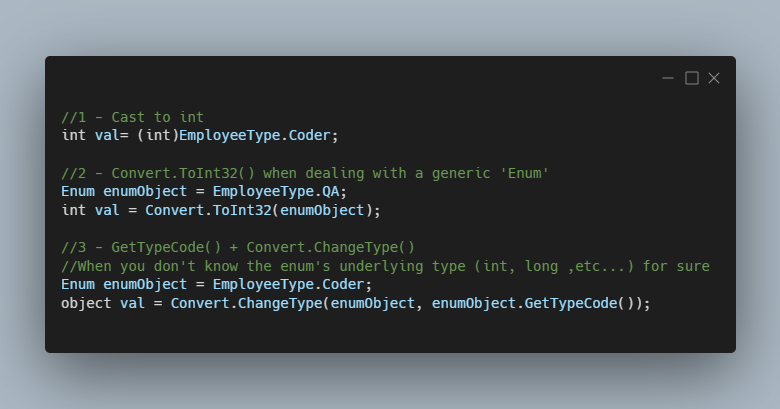 //1 - Cast to int
int val= (int)EmployeeType.Coder;
//2 - Convert.ToInt32() when dealing with a generic 'Enum'
Enum enumObject = EmployeeType.QA;
int val = Convert.ToInt32(enumObject);
//3 - GetTypeCode() + Convert.ChangeType()
//When you don't know the enum's underlying type (int, long ,etc...) for sure
Enum enumObject = EmployeeType.Coder;
object val = Convert.ChangeType(enumObject, enumObject.GetTypeCode());